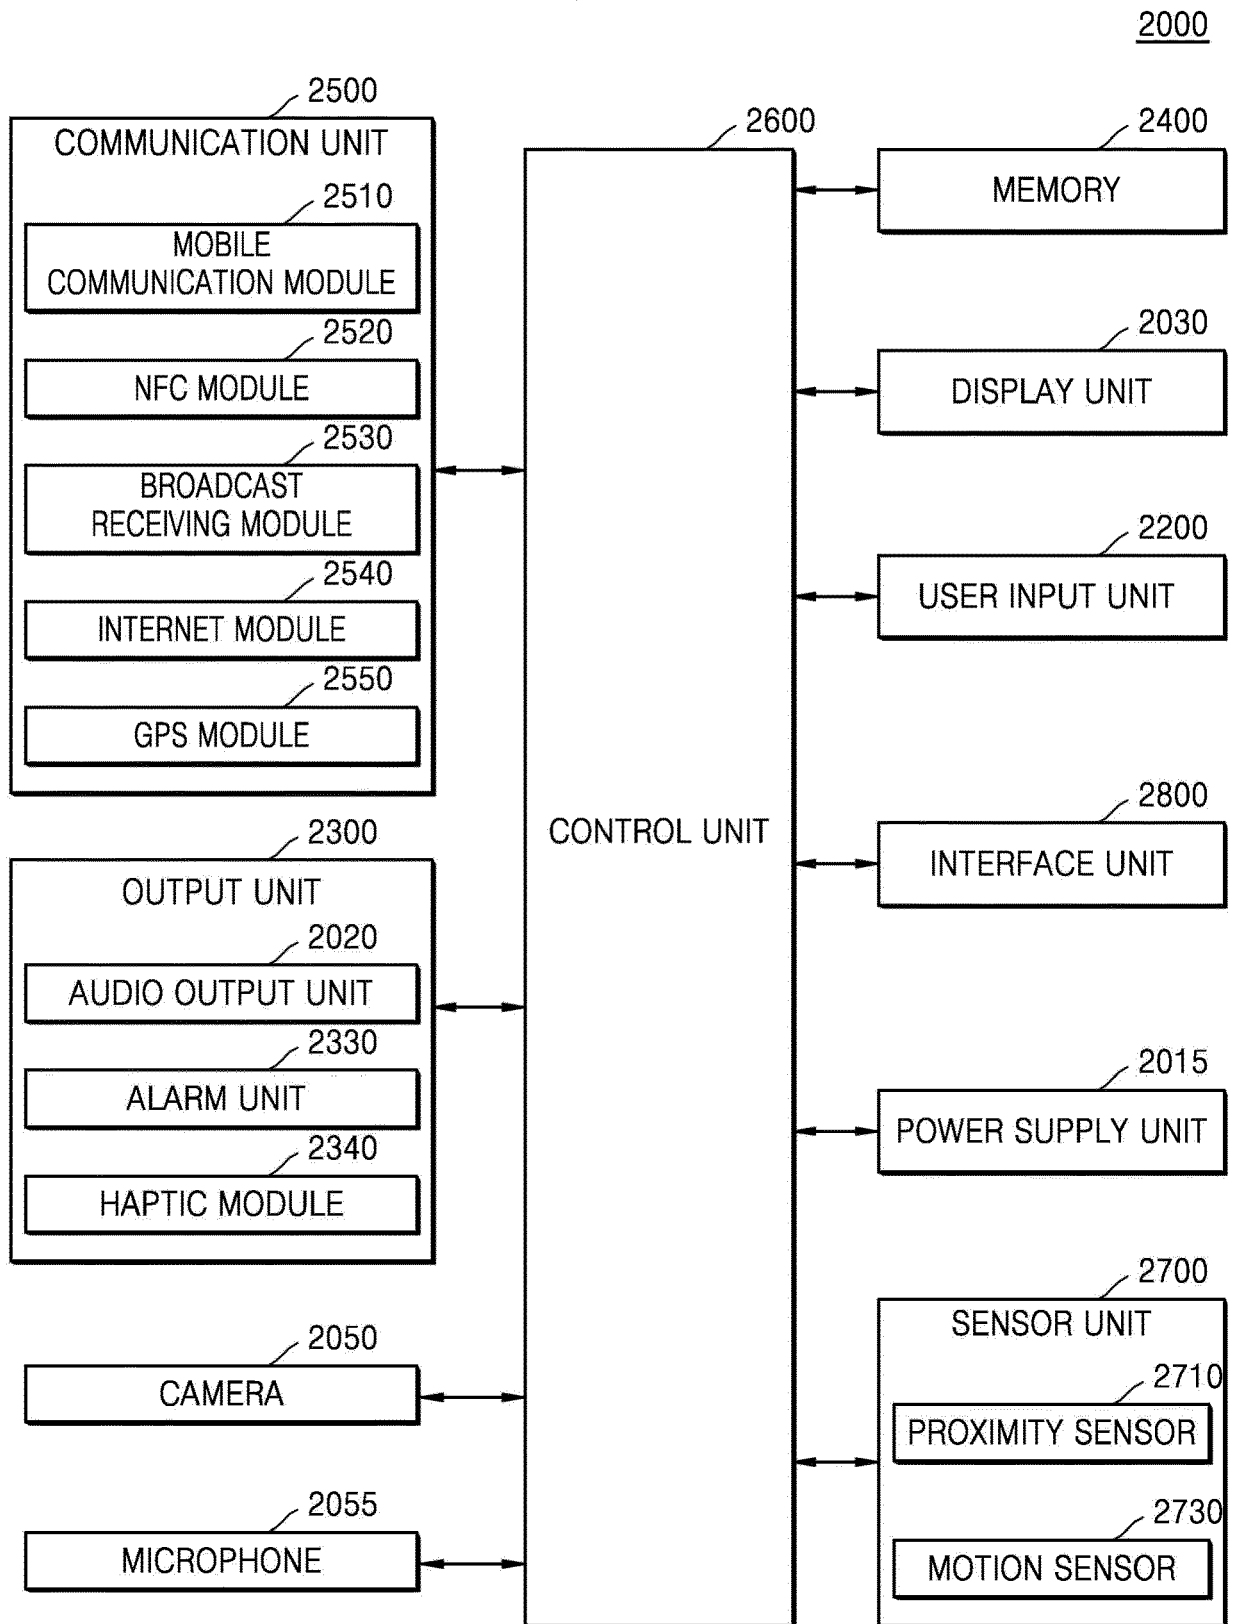 2000
2500
COMMUNICATION UNIT
2510
MOBILE
COMMUNICATION MODULE
2520
NFC MODULE
2530
BROADCAST
RECEIVING MODULE
2540
INTERNET MODULE
2550
GPS MODULE
2300
OUTPUT UNIT
2020
AUDIO OUTPUT UNIT
2330
ALARM UNIT
2340
HAPTIC MODULE
2050
CAMERA
2055
MICROPHONE
2600
CONTROL UNIT
2400
MEMORY
2030
DISPLAY UNIT
2200
USER INPUT UNIT
2800
INTERFACE UNIT
2015
POWER SUPPLY UNIT
2700
SENSOR UNIT
2710
PROXIMITY SENSOR
2730
MOTION SENSOR